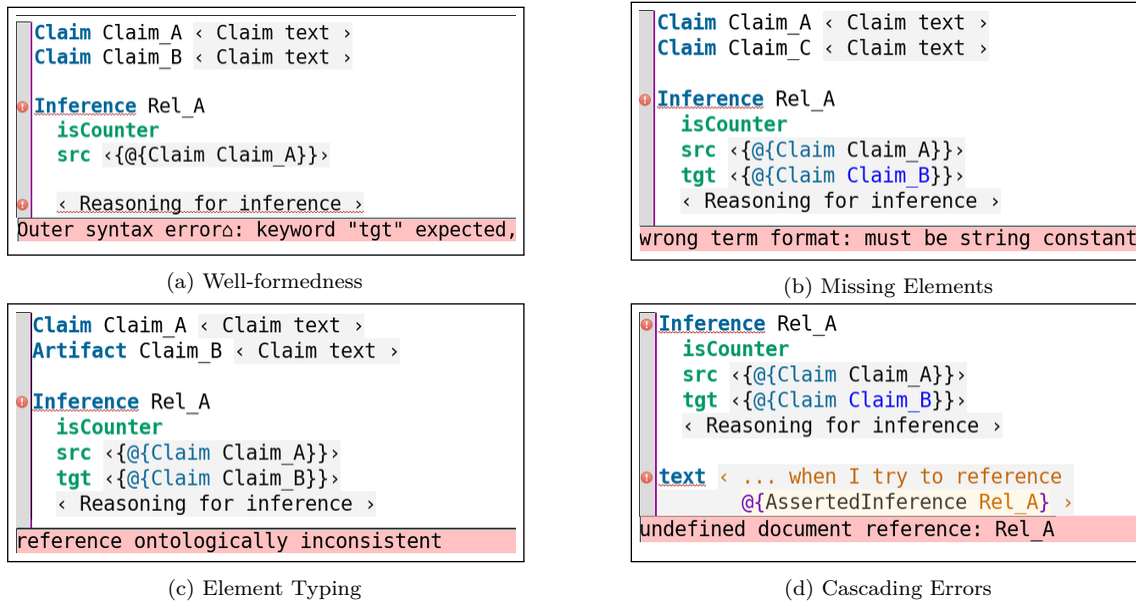 Claim Claim_A ‹ Claim text ›
Claim Claim_B ‹ Claim text ›
Inference Rel_A
isCounter
src ‹{@{Claim Claim_A}}›
‹ Reasoning for inference ›
Outer syntax error⌂: keyword "tgt" expected,
(a) Well-formedness
Claim Claim_A ‹ Claim text ›
Claim Claim_C ‹ Claim text ›
Inference Rel_A
isCounter
src ‹{@{Claim Claim_A}}›
tgt ‹{@{Claim Claim_B}}›
‹ Reasoning for inference ›
wrong term format: must be string constant
(b) Missing Elements
Claim Claim_A ‹ Claim text ›
Artifact Claim_B ‹ Claim text ›
Inference Rel_A
isCounter
src ‹{@{Claim Claim_A}}›
tgt ‹{@{Claim Claim_B}}›
‹ Reasoning for inference ›
reference ontologically inconsistent
(c) Element Typing
Inference Rel_A
isCounter
src ‹{@{Claim Claim_A}}›
tgt ‹{@{Claim Claim_B}}›
‹ Reasoning for inference ›
text ‹ ... when I try to reference
@{AssertedInference Rel_A} ›
undefined document reference: Rel_A
(d) Cascading Errors